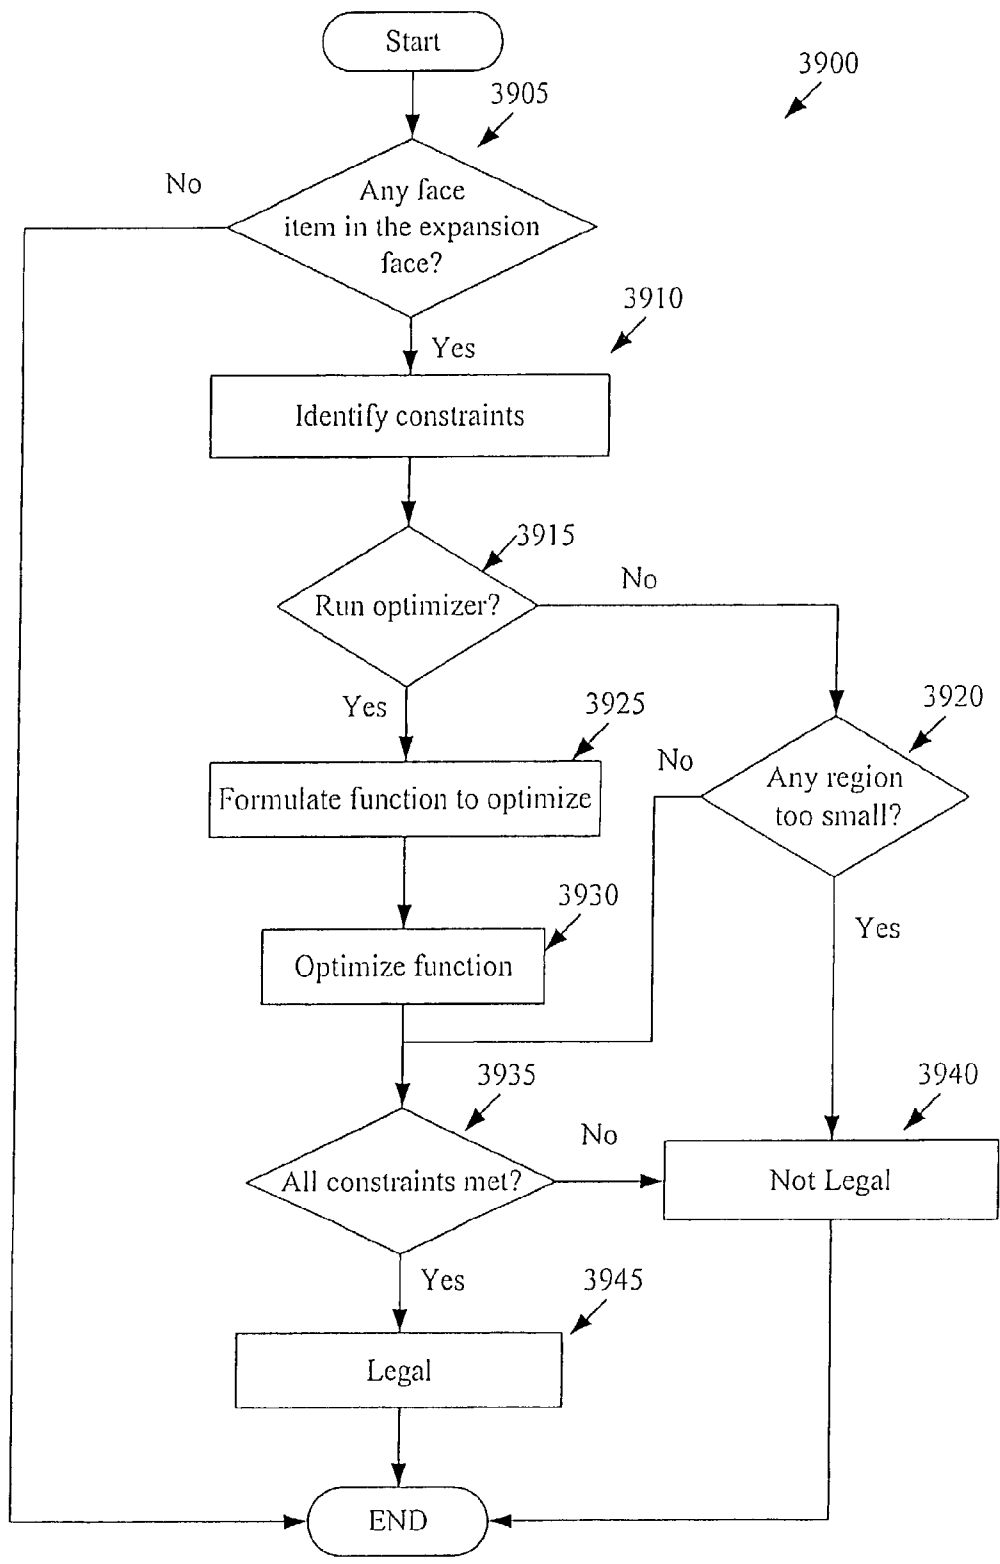 Start
3900
3905
No
Any face
item in the expansion
face?
3910
Yes
Identify constraints
3915
No
Run optimizer?
Yes
3925
3920
No
Any region
too small?
Formulate function to optimize
3930
Yes
Optimize function
3935
3940
No
All constraints met?
Not Legal
Yes
3945
Legal
END